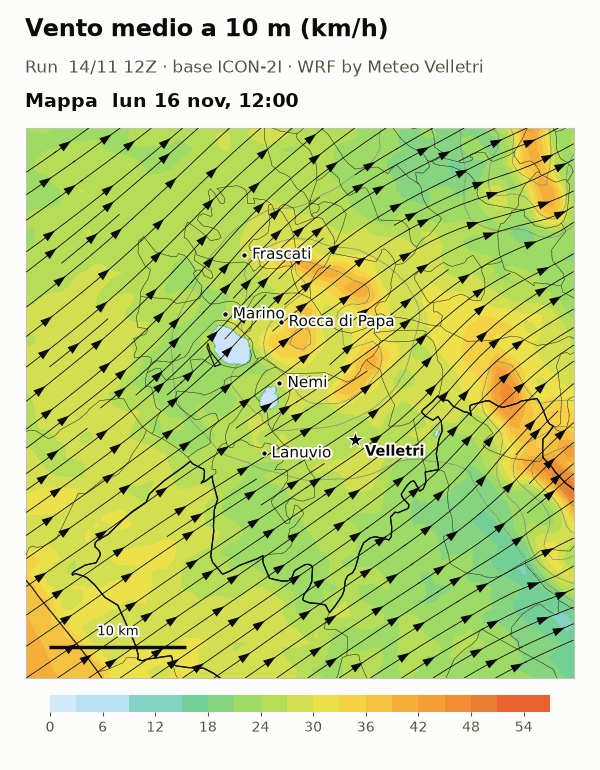 Vento medio a 10 m (km/h)
Run 14/11 12Z · base ICON-2I · WRF by Meteo Velletri
Mappa lun 16 nov, 12:00
Frascati
Marino
Rocca di Papa
Nemi
Velletri
Lanuvio
10 km
0 6 12 18 24 30 36 42 48 54